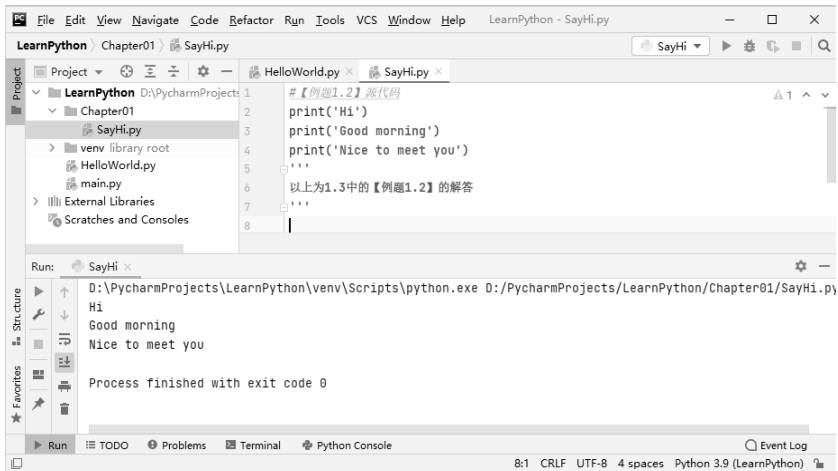 PC File Edit View Navigate Code Refactor Run Tools VCS Window Help LearnPython - SayHi.py
LearnPython Chapter01 SayHi.py SayHi
Project HelloWorld.py SayHi.py
Project
LearnPython D:\PycharmProjects
Chapter01
SayHi.py
venv library root
HelloWorld.py
main.py
External Libraries
Scratches and Consoles
1 #【例题1.2】源代码
2 print('Hi')
3 print('Good morning')
4 print('Nice to meet you')
5 '''
6 以上为1.3中的【例题1.2】的解答
7 '''
8
1
Run: SayHi
D:\PycharmProjects\LearnPython\venv\Scripts\python.exe D:/PycharmProjects/LearnPython/Chapter01/SayHi.py
Hi
Good morning
Nice to meet you
Process finished with exit code 0
Structure
Favorites
Run TODO Problems Terminal Python Console Event Log
8:1 CRLF UTF-8 4 spaces Python 3.9 (LearnPython)